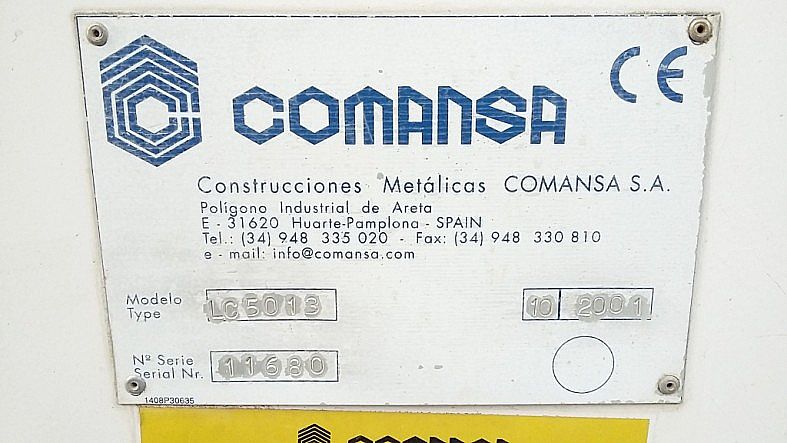 COMANSA CE
Construcciones Metálicas COMANSA S.A.
Polígono Industrial de Areta
E - 31620 Huarte-Pamplona - SPAIN
Tel.: (34) 948 335 020 - Fax: (34) 948 330 810
e - mail: info@comansa.com
Modelo
Type LC5013 10 2001
Nº Serie
Serial Nr. 11680
1408P30635
COMANSA